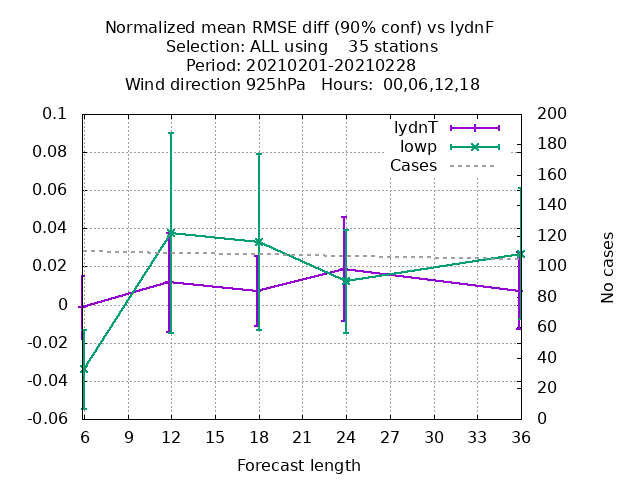 Normalized mean RMSE diff (90% conf) vs lydnF
Selection: ALL using    35 stations
Period: 20210201-20210228
Wind direction 925hPa   Hours:  00,06,12,18
0.1
0.08
0.06
0.04
0.02
0
-0.02
-0.04
-0.06
200
180
160
140
120
100
80
60
40
20
0
lydnT
lowp
Cases
No cases
6 9 12 15 18 21 24 27 30 33 36
Forecast length